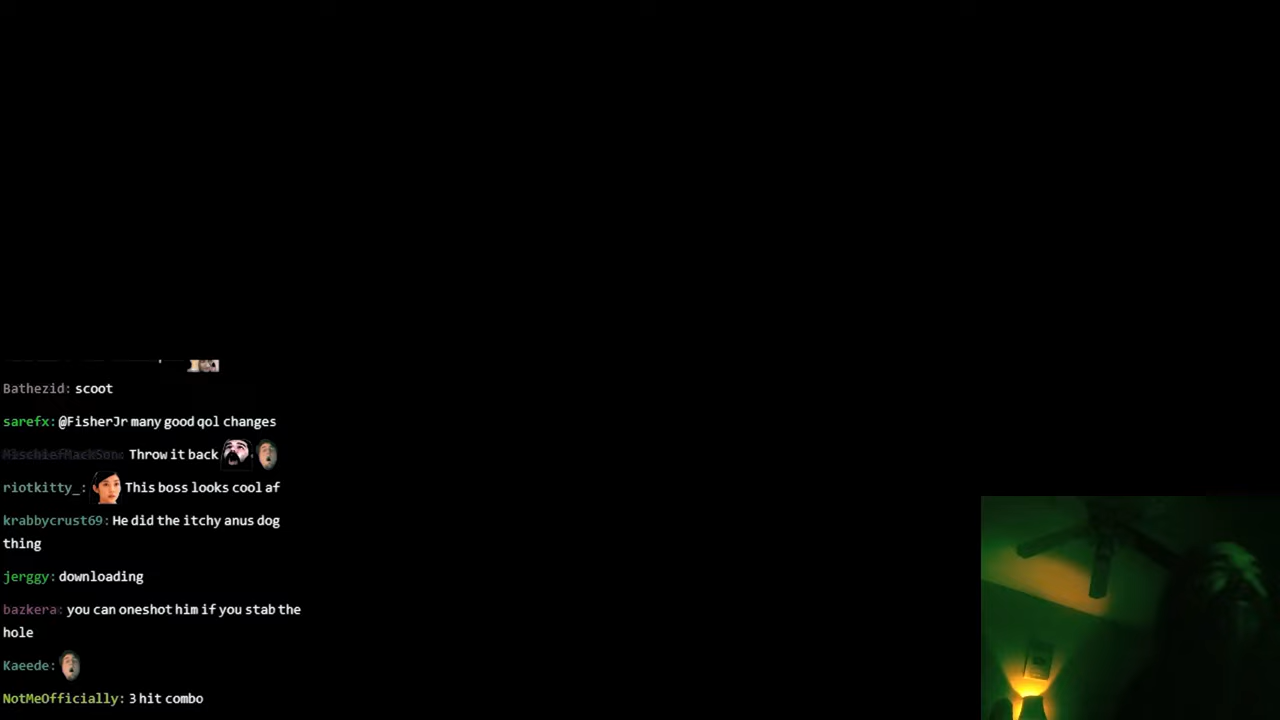 Bathezid: scoot
sarefx: @FisherJr many good qol changes
MischiefMackSon: Throw it back
riotkitty_: This boss looks cool af
krabbycrust69: He did the itchy anus dog
thing
jerggy: downloading
bazkera: you can oneshot him if you stab the
hole
Kaeede:
NotMeOfficially: 3 hit combo